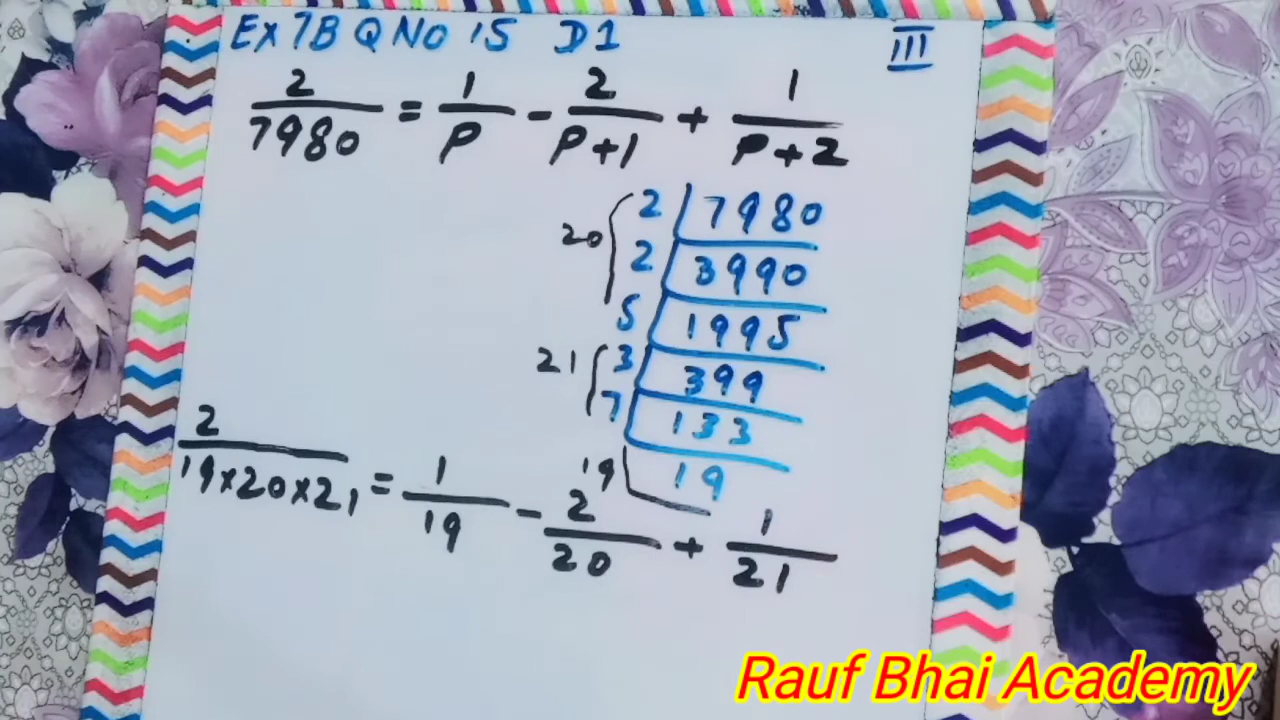 Ex 7B Q NO 15 D1 III
2/7980 = 1/P - 2/P+1 + 1/P+2
20 2 7980
2 3990
5 1995
21 3 399
7 133
19 19
2/19×20×21 = 1/19 - 2/20 + 1/21
Rauf Bhai Academy